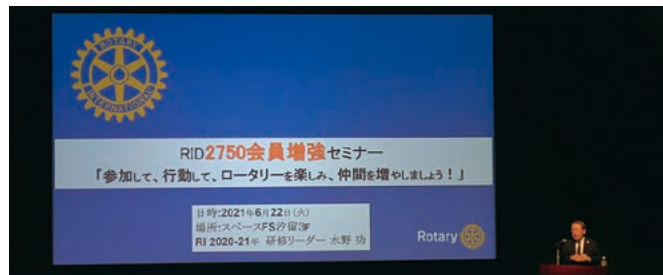 ROTARY
INTERNATIONAL
RID2750会員増強セミナー
「参加して、行動して、ロータリーを楽しみ、仲間を増やしましょう！」
日時:2021年6月22日(火)
場所:スペースFS汐留3F
RI 2020-21年 研修リーダー 水野 功
Rotary